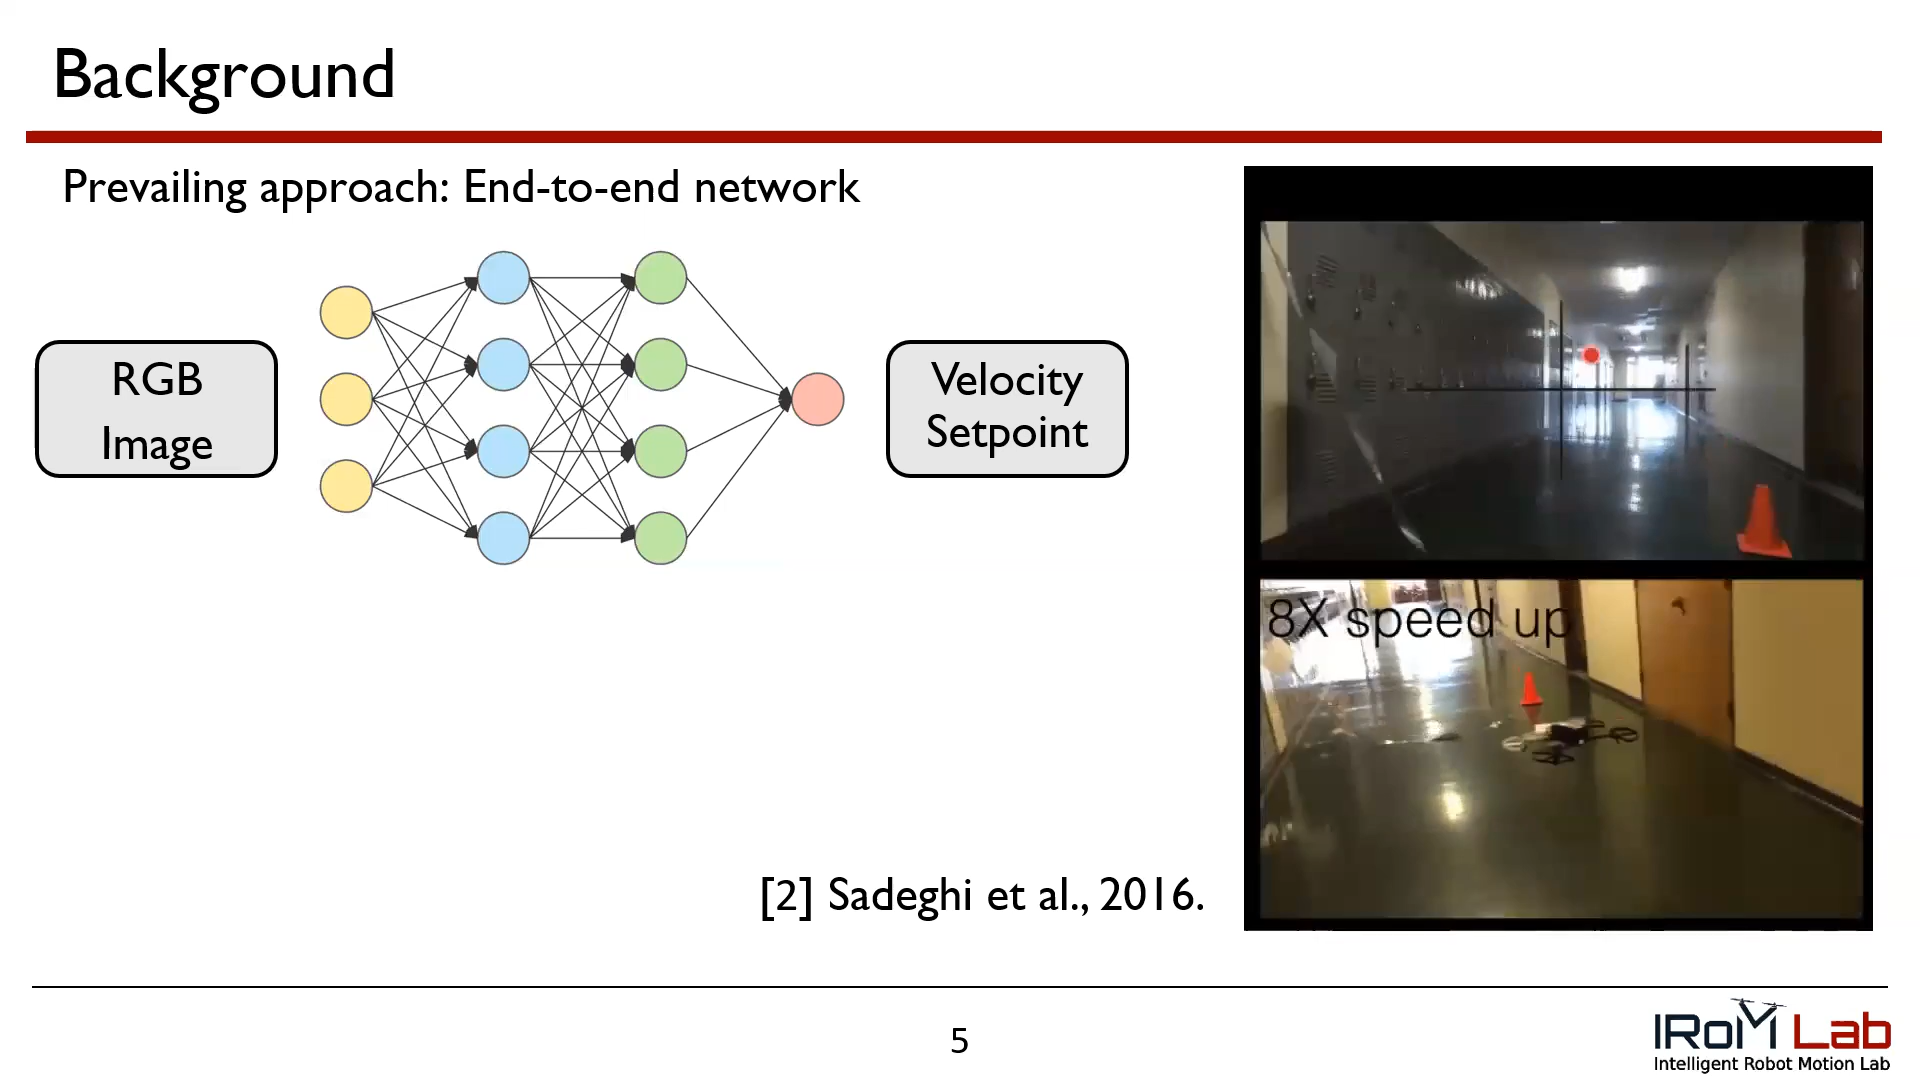 Background
Prevailing approach: End-to-end network
RGB
Image
Velocity
Setpoint
8X speed up
[2] Sadeghi et al., 2016.
5
IRoM Lab
Intelligent Robot Motion Lab